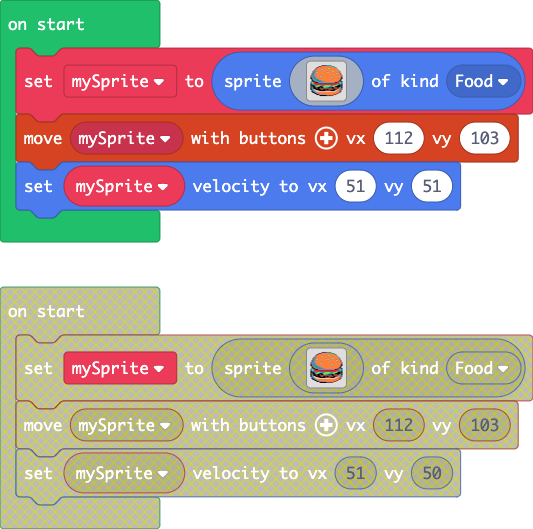 on start
set mySprite to sprite of kind Food
move mySprite with buttons vx 112 vy 103
set mySprite velocity to vx 51 vy 51
on start
set mySprite to sprite of kind Food
move mySprite with buttons vx 112 vy 103
set mySprite velocity to vx 51 vy 50